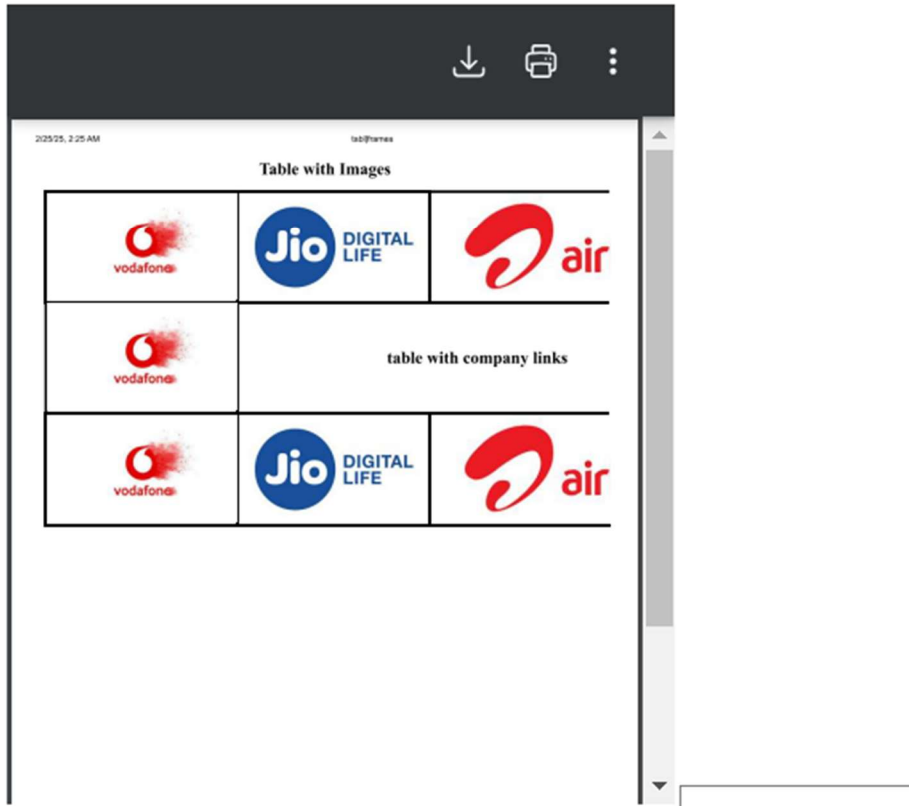 2/25/25, 2:25 AM
Table with Images
vodafone Jio DIGITAL LIFE air
vodafone table with company links
vodafone Jio DIGITAL LIFE air